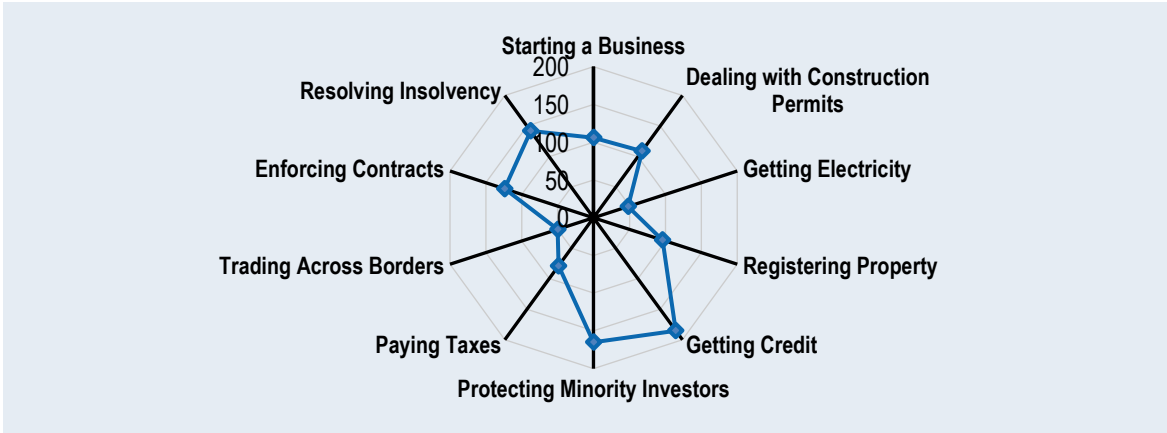 Starting a Business
200
Dealing with Construction
Permits
Resolving Insolvency
150
100
Enforcing Contracts
Getting Electricity
50
0
Trading Across Borders
Registering Property
Paying Taxes
Getting Credit
Protecting Minority Investors